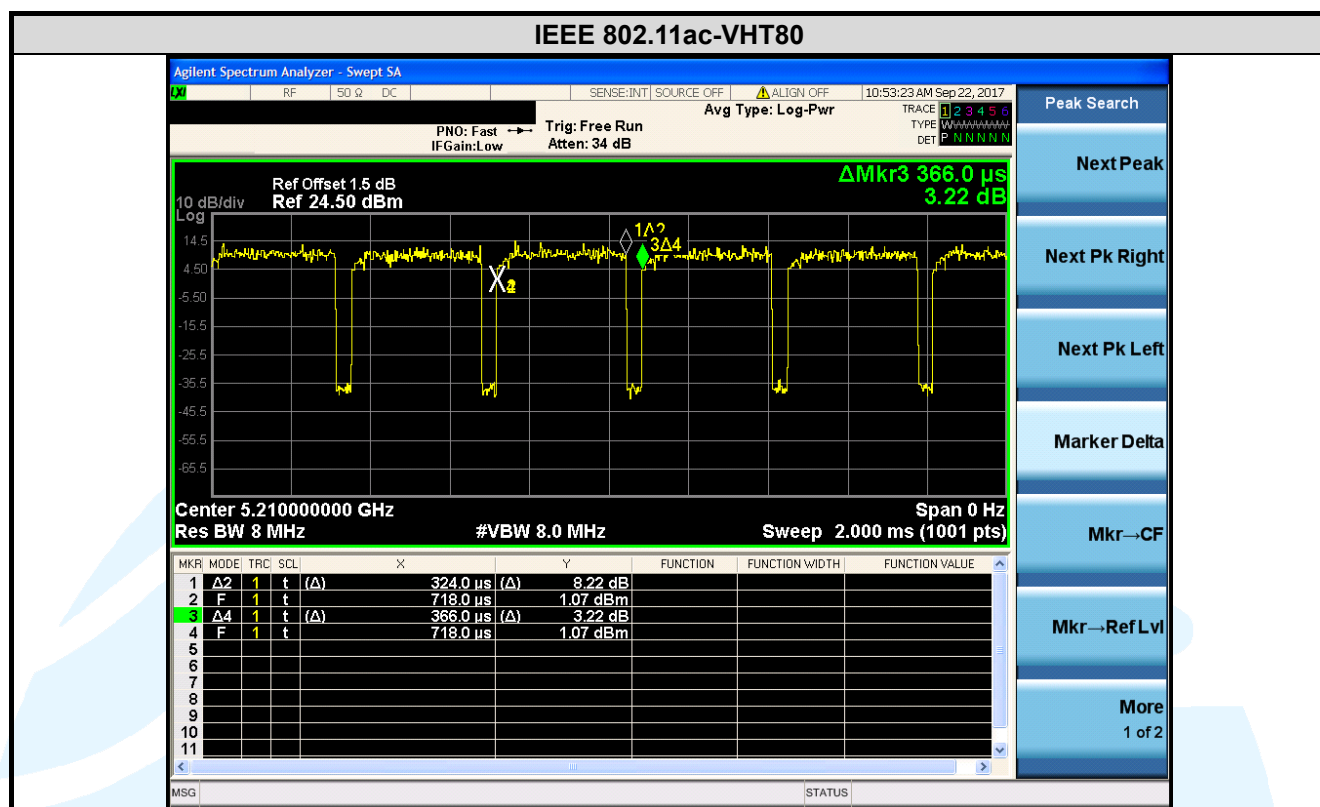 IEEE 802.11ac-VHT80
Agilent Spectrum Analyzer - Swept SA
LXI RF 50 Ω DC SENSE:INT SOURCE OFF ALIGN OFF 10:53:23 AM Sep 22, 2017
PNO: Fast Trig: Free Run Avg Type: Log-Pwr TRACE 1 2 3 4 5 6
IFGain:Low Atten: 34 dB TYPE WWWWWW
DET P N N N N N
Peak Search
Next Peak
Next Pk Right
Next Pk Left
Marker Delta
Mkr→CF
Mkr→Ref Lvl
More
1 of 2
ΔMkr3 366.0 µs
3.22 dB
Ref Offset 1.5 dB
10 dB/div Ref 24.50 dBm
Log
14.5
4.50
-5.50
-15.5
-25.5
-35.5
-45.5
-55.5
-65.5
1Δ2
3Δ4
X
Center 5.210000000 GHz Span 0 Hz
Res BW 8 MHz #VBW 8.0 MHz Sweep 2.000 ms (1001 pts)
MKR MODE TRC SCL X Y FUNCTION FUNCTION WIDTH FUNCTION VALUE
1 Δ2 1 t (Δ) 324.0 µs (Δ) 8.22 dB
2 F 1 t 718.0 µs 1.07 dBm
3 Δ4 1 t (Δ) 366.0 µs (Δ) 3.22 dB
4 F 1 t 718.0 µs 1.07 dBm
5
6
7
8
9
10
11
MSG STATUS